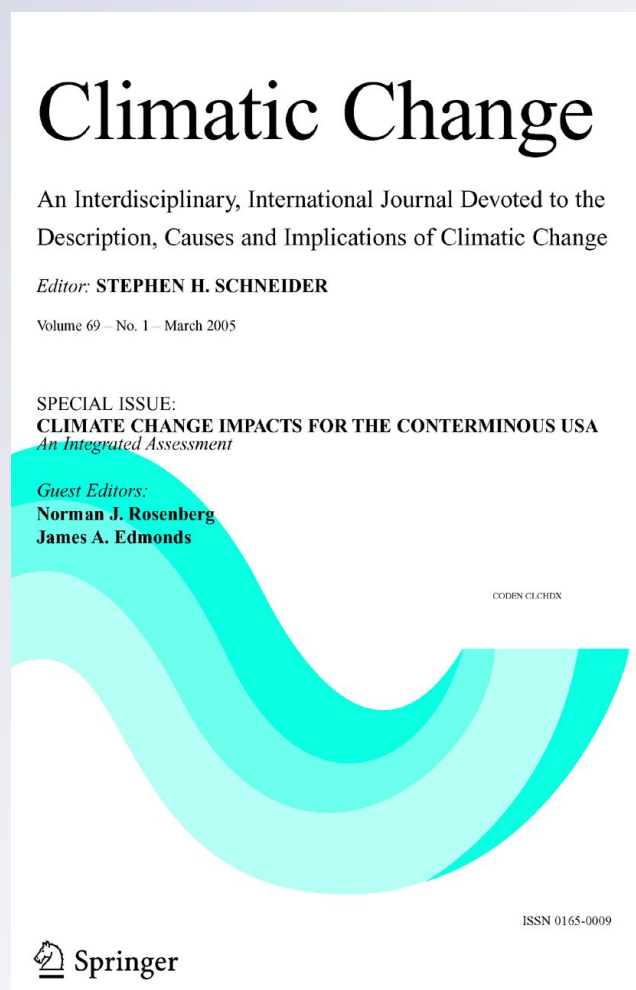 Climatic Change
An Interdisciplinary, International Journal Devoted to the
Description, Causes and Implications of Climatic Change
Editor: STEPHEN H. SCHNEIDER
Volume 69 – No. 1 – March 2005
SPECIAL ISSUE:
CLIMATE CHANGE IMPACTS FOR THE CONTERMINOUS USA
An Integrated Assessment
Guest Editors:
Norman J. Rosenberg
James A. Edmonds
CODEN CLCHDX
ISSN 0165-0009
Springer